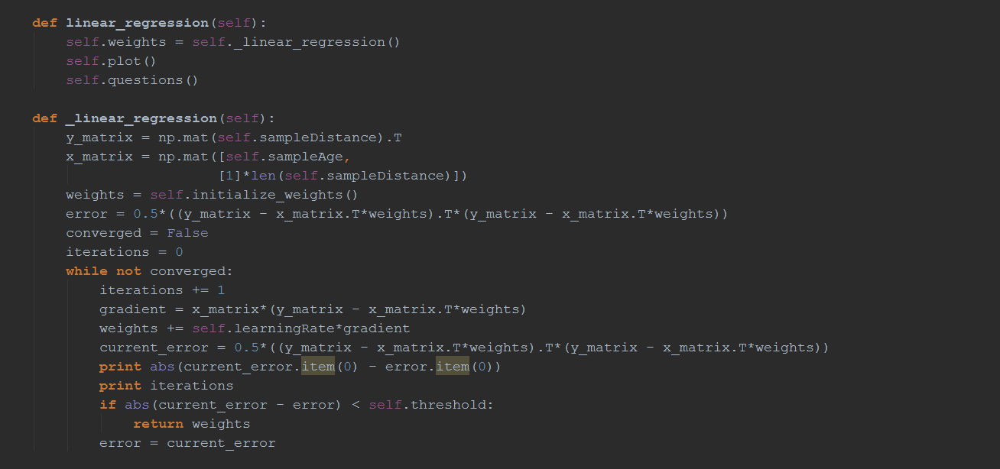 def linear_regression(self):
    self.weights = self._linear_regression()
    self.plot()
    self.questions()

def _linear_regression(self):
    y_matrix = np.mat(self.sampleDistance).T
    x_matrix = np.mat([self.sampleAge,
                      [1]*len(self.sampleDistance)])
    weights = self.initialize_weights()
    error = 0.5*((y_matrix - x_matrix.T*weights).T*(y_matrix - x_matrix.T*weights))
    converged = False
    iterations = 0
    while not converged:
        iterations += 1
        gradient = x_matrix*(y_matrix - x_matrix.T*weights)
        weights += self.learningRate*gradient
        current_error = 0.5*((y_matrix - x_matrix.T*weights).T*(y_matrix - x_matrix.T*weights))
        print abs(current_error.item(0) - error.item(0))
        print iterations
        if abs(current_error - error) < self.threshold:
            return weights
        error = current_error